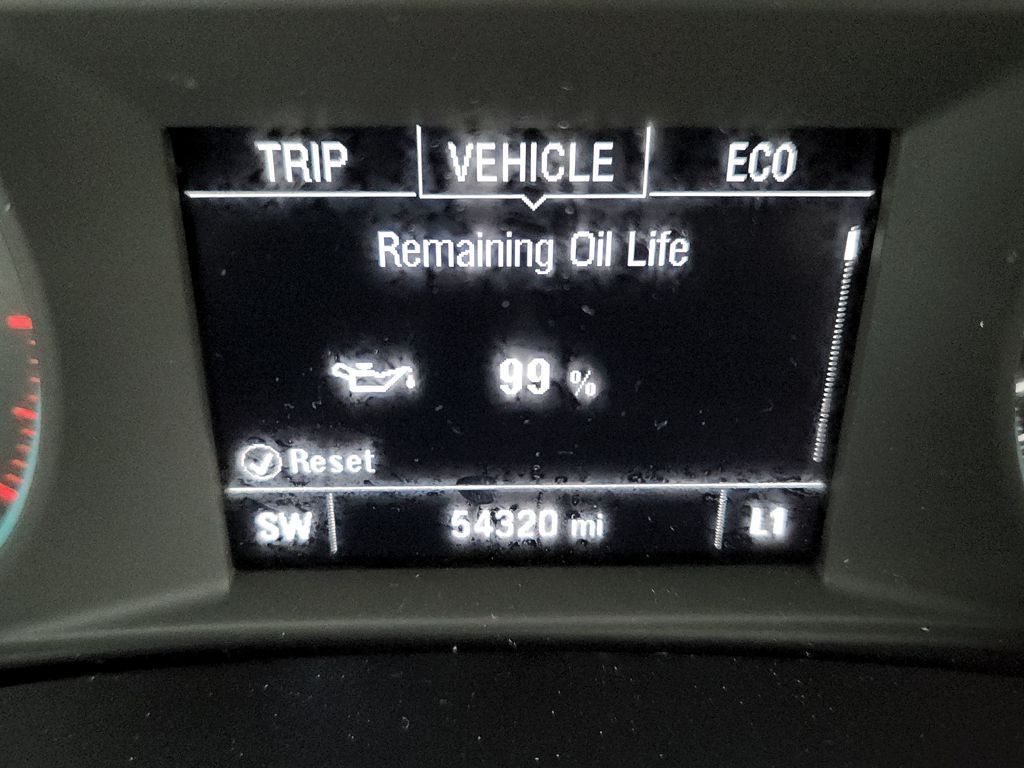 TRIP VEHICLE ECO
Remaining Oil Life
99 %
Reset
SW 54320 mi L1